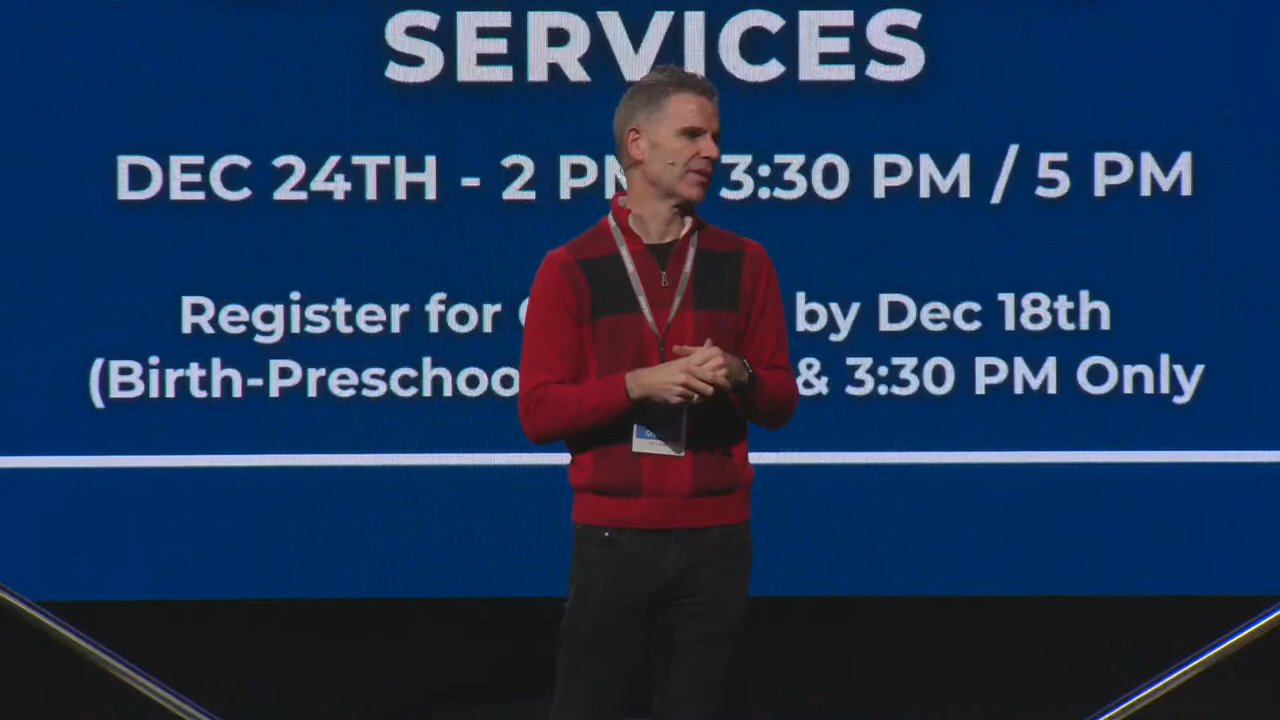 SERVICES
DEC 24TH - 2 PM 3:30 PM / 5 PM
Register for by Dec 18th
(Birth-Preschoo & 3:30 PM Only